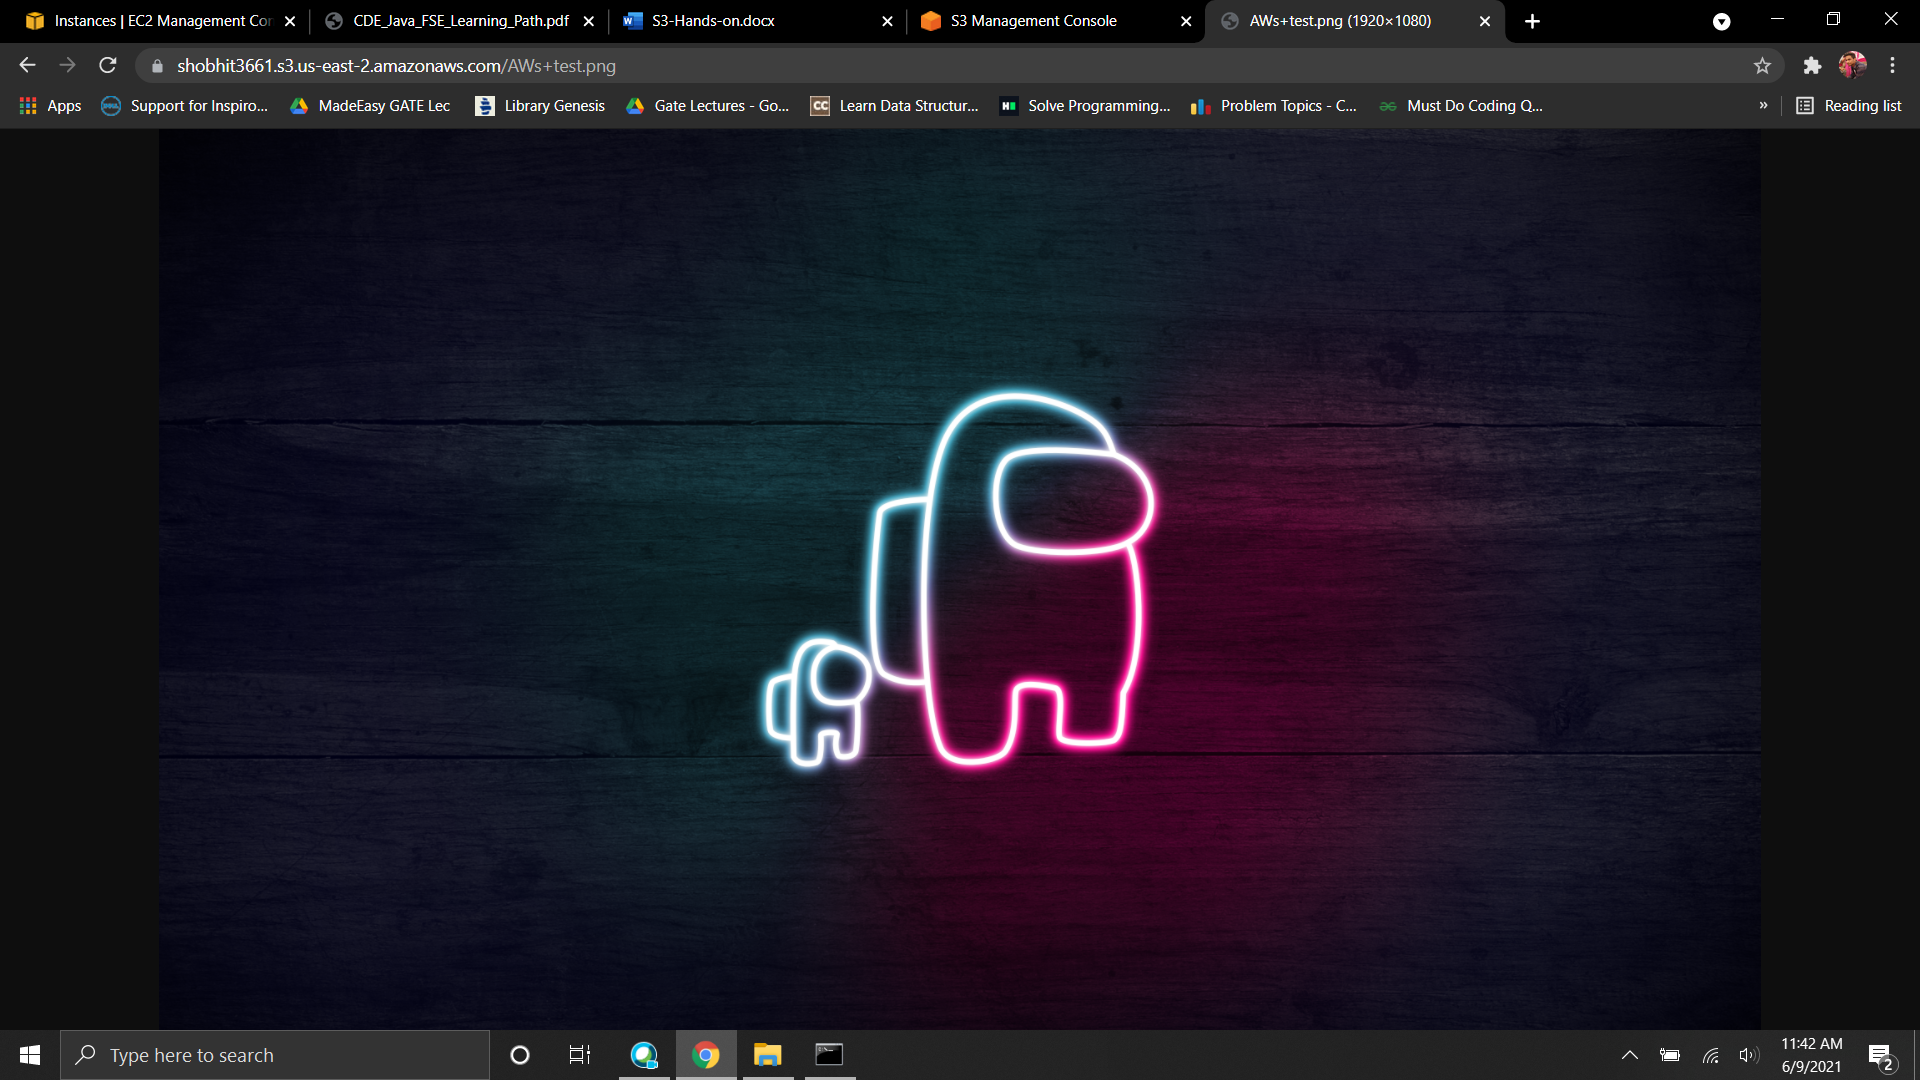 Instances | EC2 Management Con
CDE_Java_FSE_Learning_Path.pdf
S3-Hands-on.docx
S3 Management Console
AWs+test.png (1920×1080)
shobhit3661.s3.us-east-2.amazonaws.com/AWs+test.png
Apps
DELL
Support for Inspiro...
MadeEasy GATE Lec
Library Genesis
Gate Lectures - Go...
CC
Learn Data Structur...
H
Solve Programming...
Problem Topics - C...
Must Do Coding Q...
»
Reading list
Type here to search
11:42 AM
6/9/2021
2